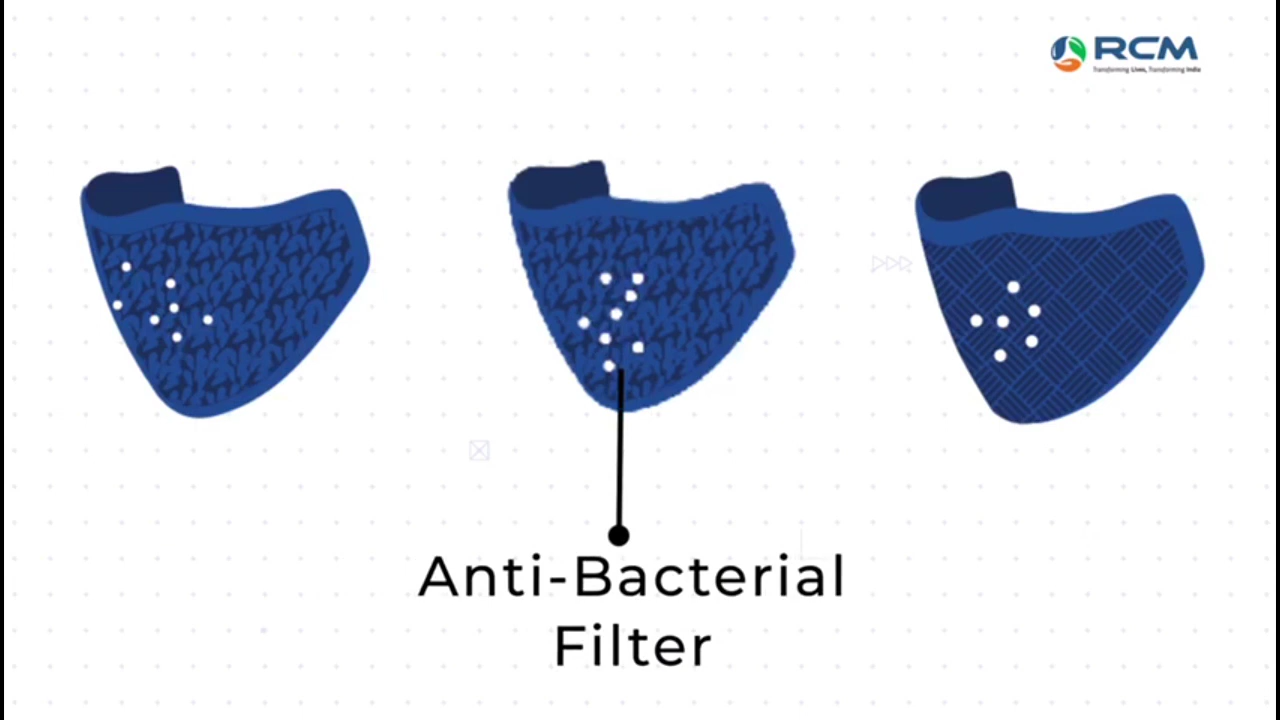 RCM
Transforming Lives, Transforming India
Anti-Bacterial
Filter